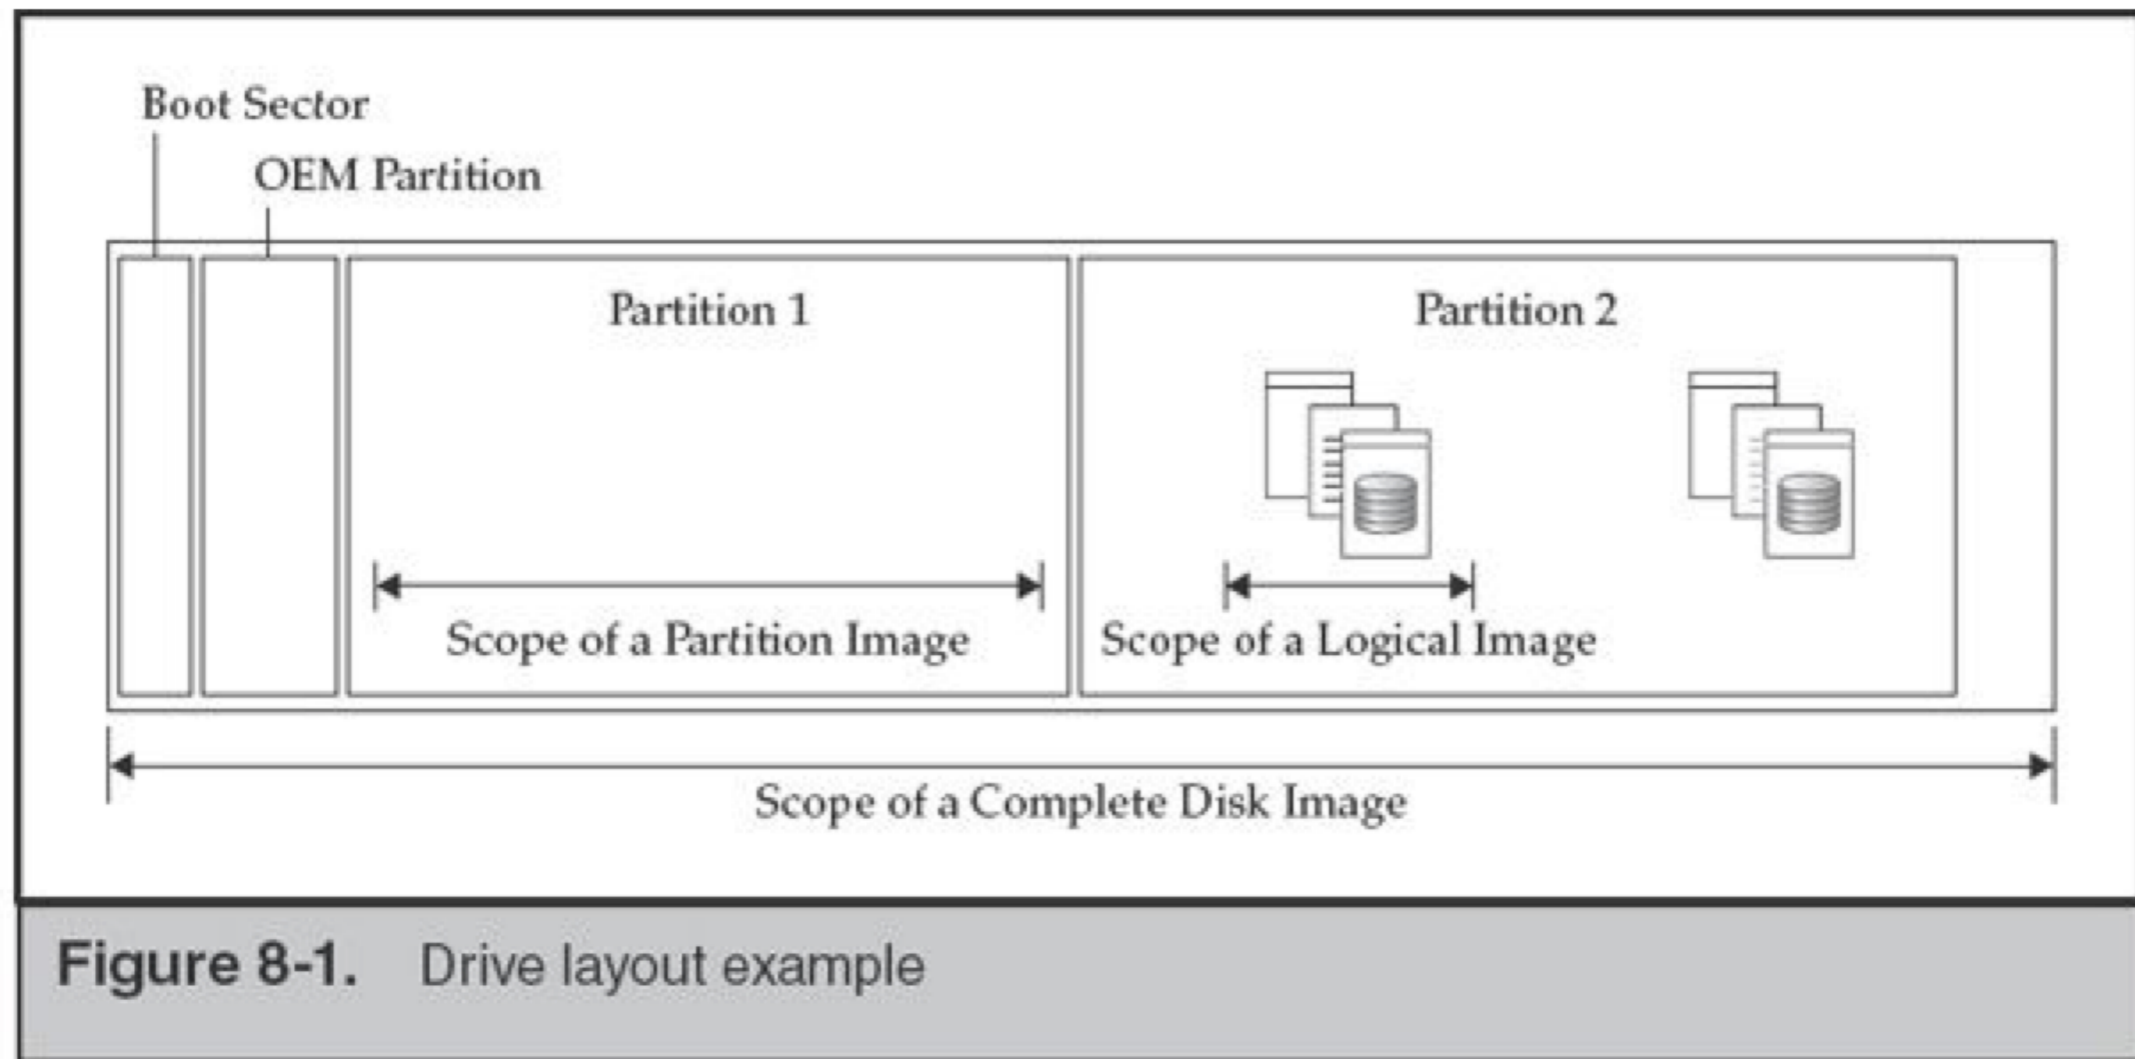 Boot Sector
OEM Partition
Partition 1
Partition 2
Scope of a Partition Image
Scope of a Logical Image
Scope of a Complete Disk Image
Figure 8-1. Drive layout example